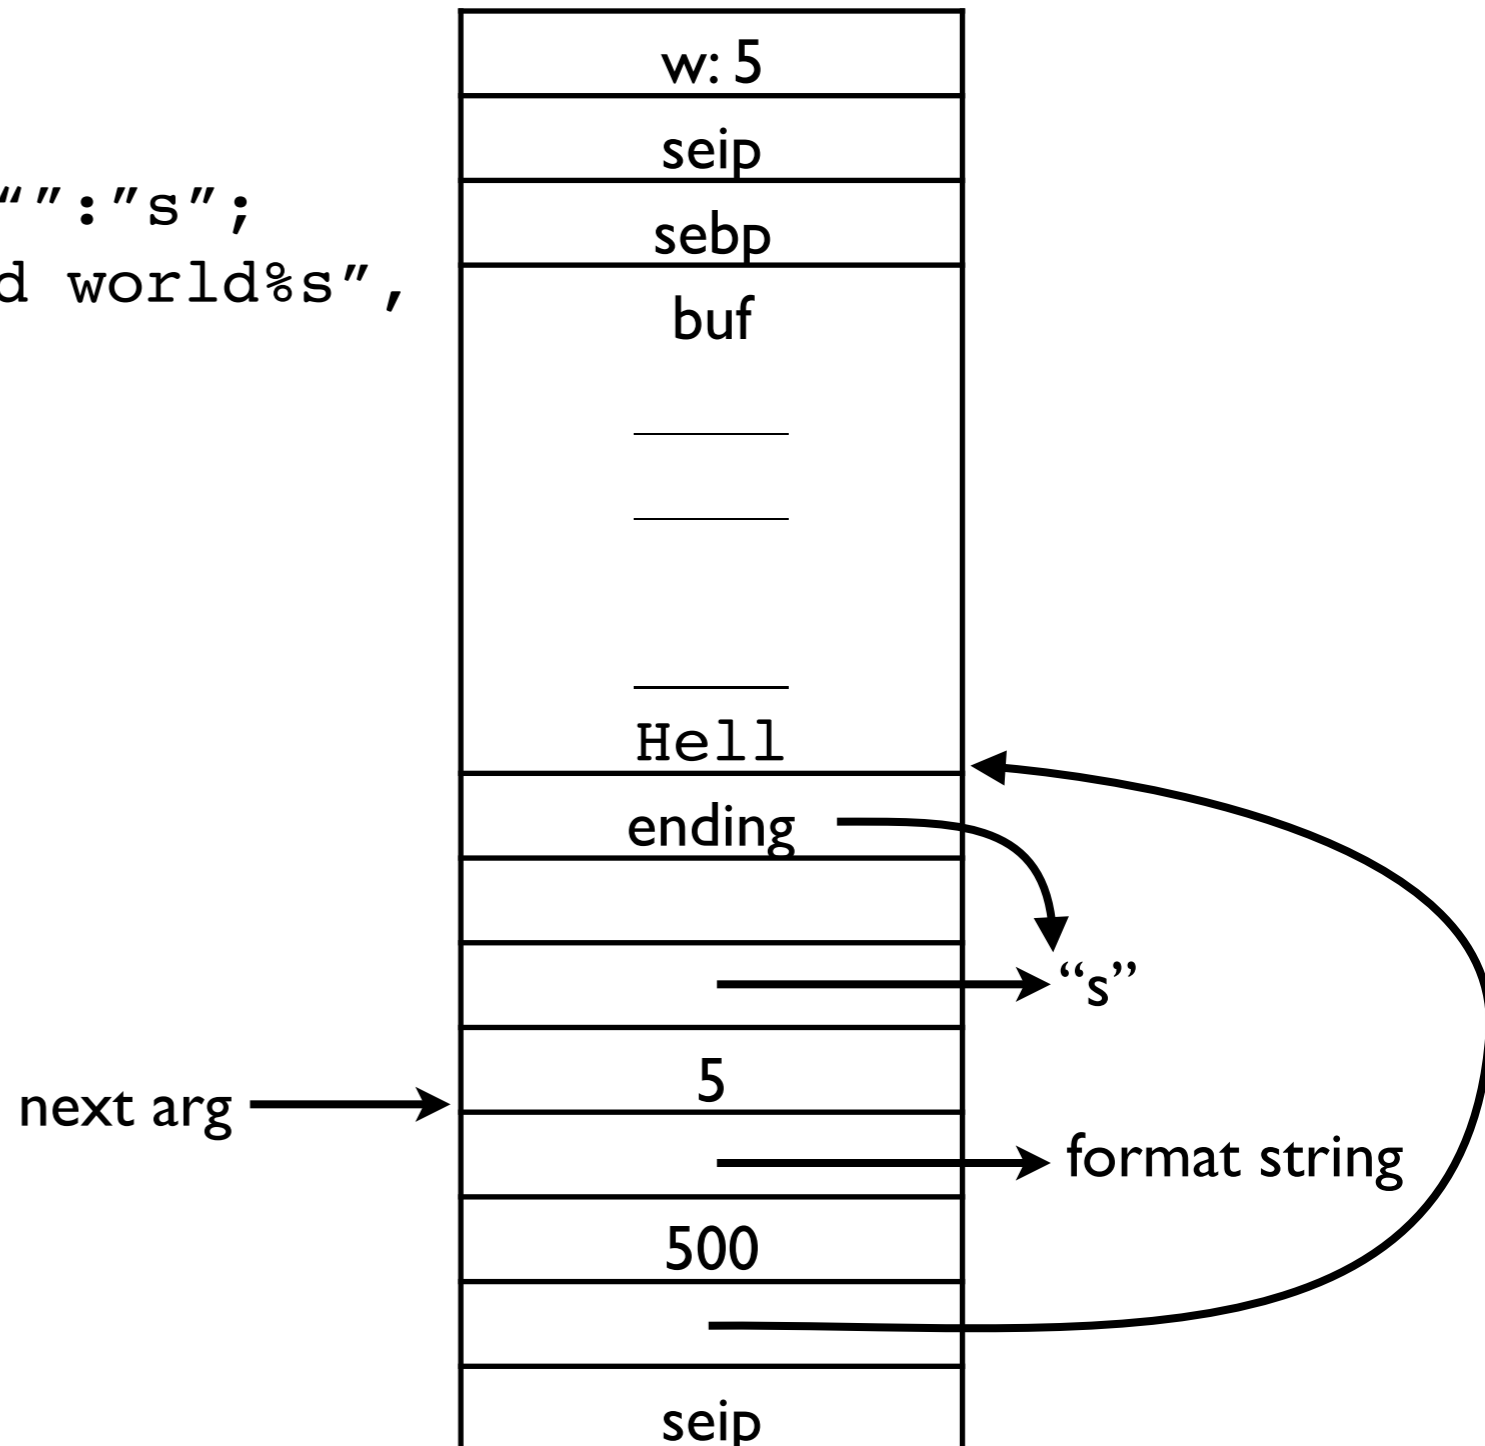 “”:”s”;
d world%s”,
w: 5
seip
sebp
buf
Hell
ending
“s”
5
next arg
format string
500
seip